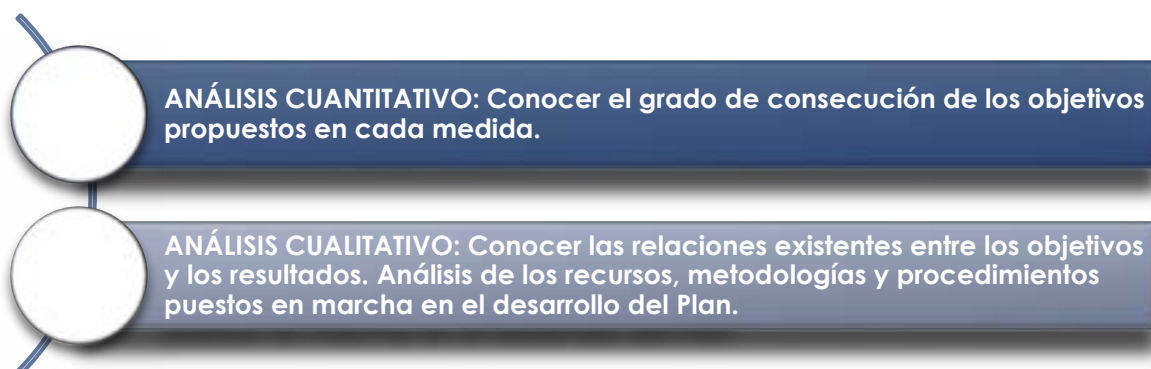 ANÁLISIS CUANTITATIVO: Conocer el grado de consecución de los objetivos
propuestos en cada medida.
ANÁLISIS CUALITATIVO: Conocer las relaciones existentes entre los objetivos
y los resultados. Análisis de los recursos, metodologías y procedimientos
puestos en marcha en el desarrollo del Plan.